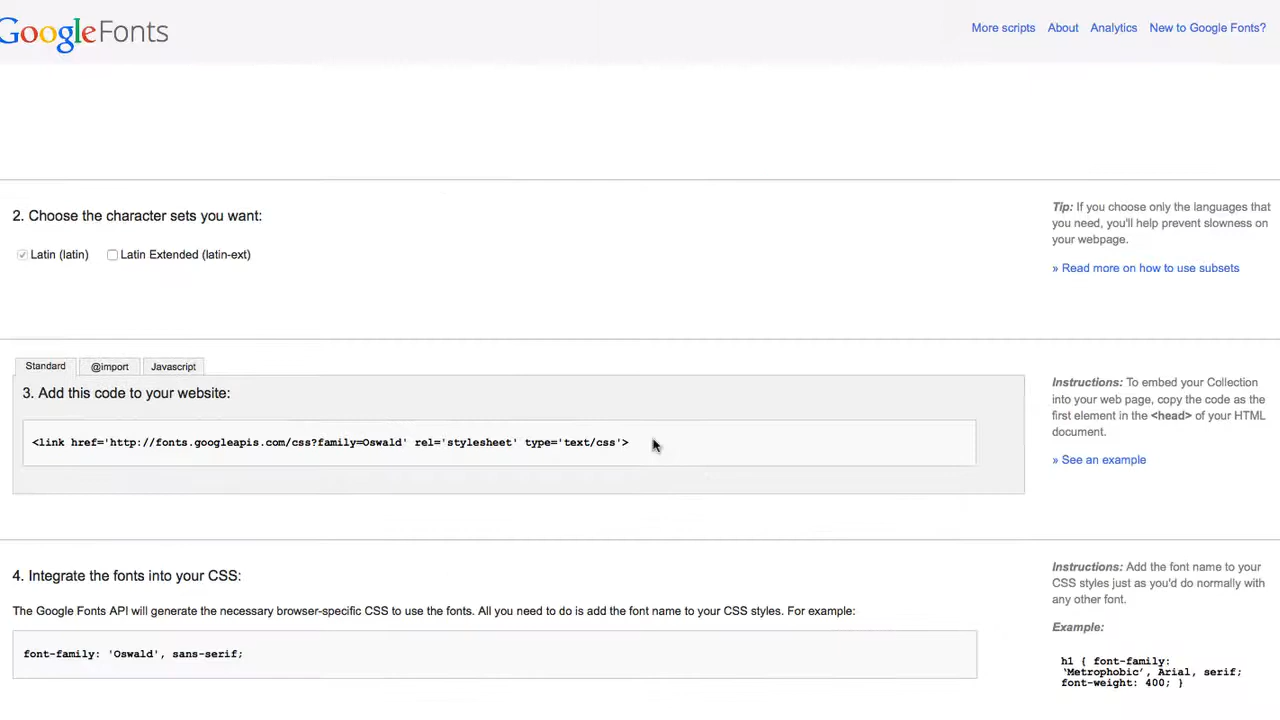 Google Fonts
More scripts About Analytics New to Google Fonts?
2. Choose the character sets you want:
Latin (latin) Latin Extended (latin-ext)
Tip: If you choose only the languages that
you need, you'll help prevent slowness on
your webpage.
» Read more on how to use subsets
Standard @import Javascript
3. Add this code to your website:
<link href='http://fonts.googleapis.com/css?family=Oswald' rel='stylesheet' type='text/css'>
Instructions: To embed your Collection
into your web page, copy the code as the
first element in the <head> of your HTML
document.
» See an example
4. Integrate the fonts into your CSS:
The Google Fonts API will generate the necessary browser-specific CSS to use the fonts. All you need to do is add the font name to your CSS styles. For example:
font-family: 'Oswald', sans-serif;
Instructions: Add the font name to your
CSS styles just as you'd do normally with
any other font.
Example:
h1 { font-family:
‘Metrophobic’, Arial, serif;
font-weight: 400; }